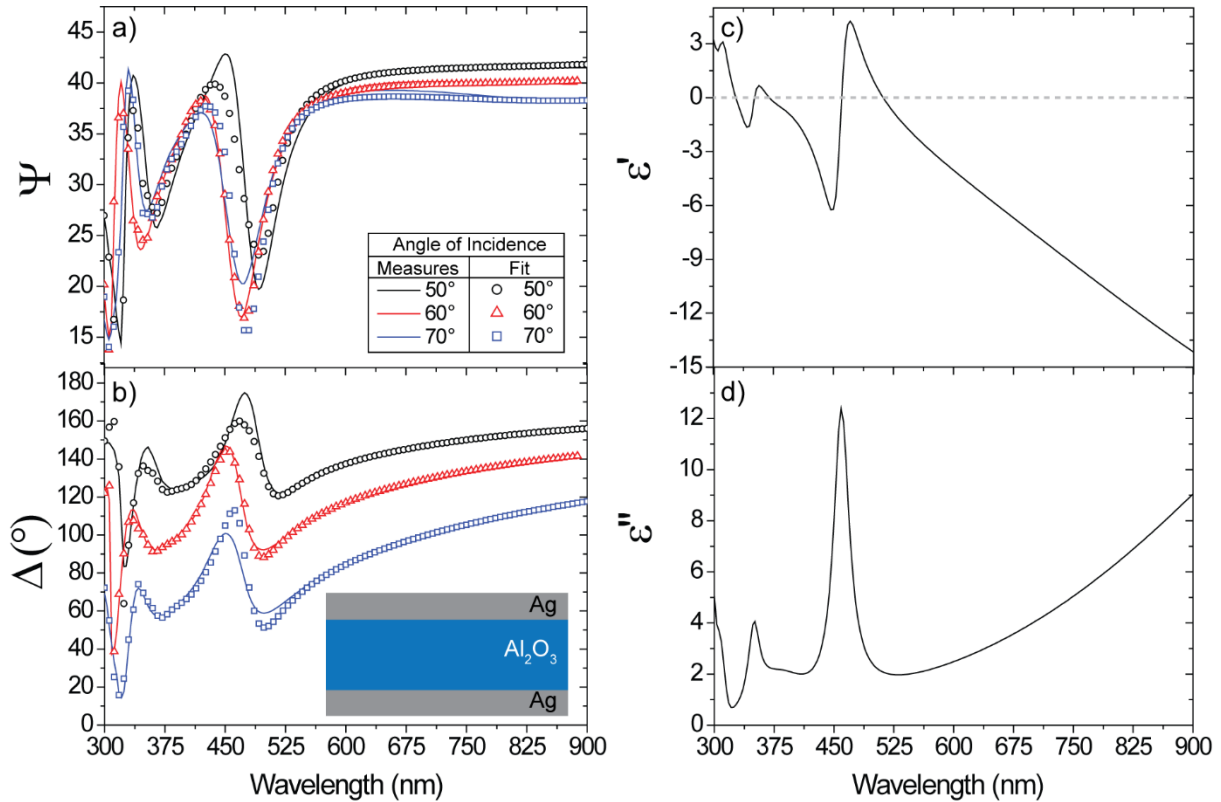 a)
45
40
35
30
25
20
15
Ψ
Angle of Incidence
Measures Fit
50° 50°
60° 60°
70° 70°
b)
180
160
140
120
100
80
60
40
20
0
Δ(°)
Ag
Al₂O₃
Ag
300 375 450 525 600 675 750 825 900
Wavelength (nm)
c)
3
0
-3
-6
-9
-12
-15
ε'
d)
12
10
8
6
4
2
0
ε"
300 375 450 525 600 675 750 825 900
Wavelength (nm)